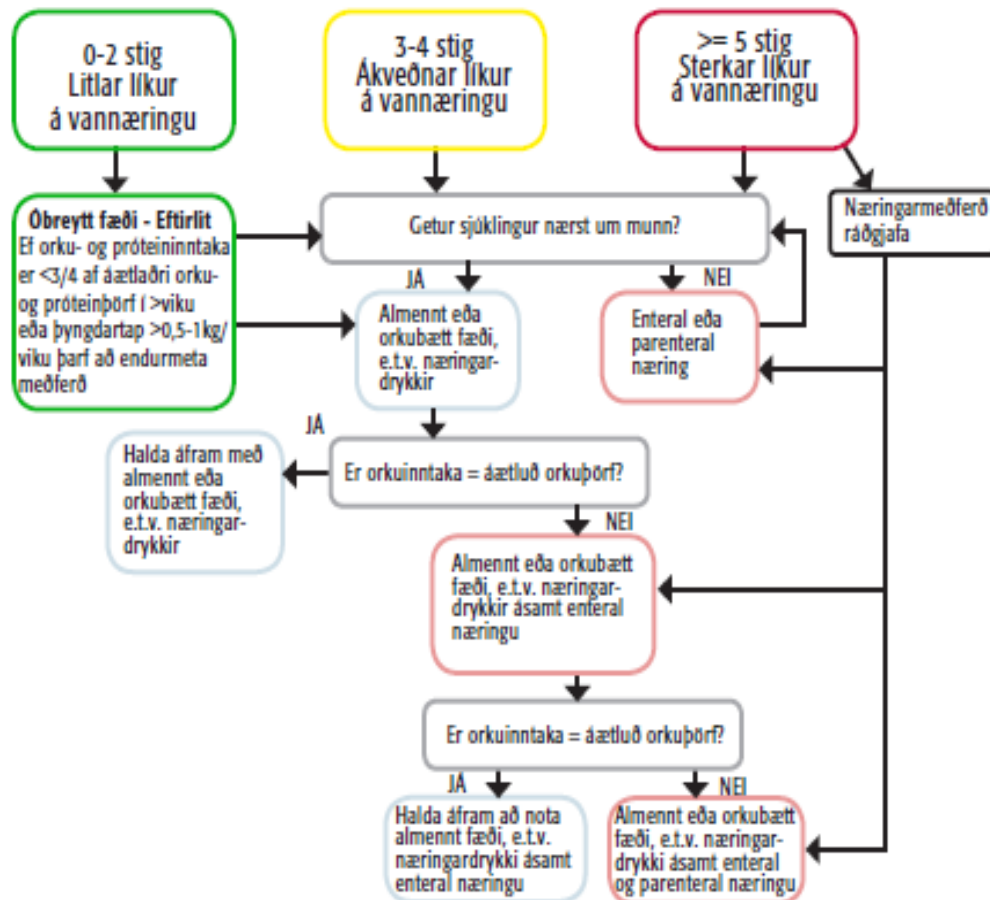 0-2 stig
Litlar líkur
á vannæringu
3-4 stig
Ákveðnar líkur
á vannæringu
>= 5 stig
Sterkar líkur
á vannæringu
Óbreytt fæði - Eftirlit
Ef orku- og próteininntaka
er <3/4 af áætlaðri orku-
og próteinþörf í >viku
eða þyngdartap >0,5-1kg/
viku þarf að endurmeta
meðferð
Getur sjúklingur nærst um munn?
Næringarmeðferð
ráðgjafa
JÁ
NEI
Almennt eða
orkubætt fæði,
e.t.v. næringar-
drykkir
Enteral eða
parenteral
næring
JÁ
Er orkuinntaka = áætluð orkuþörf?
Halda áfram með
almennt eða
orkubætt fæði,
e.t.v. næringar-
drykkir
NEI
Almennt eða orkubætt
fæði, e.t.v. næringar-
drykkir ásamt enteral
næringu
Er orkuinntaka = áætluð orkuþörf?
JÁ
NEI
Halda áfram að nota
almennt fæði, e.t.v.
næringardrykki ásamt
enteral næringu
Almennt eða orkubætt
fæði, e.t.v. næringar-
drykki ásamt enteral
og parenteral næringu